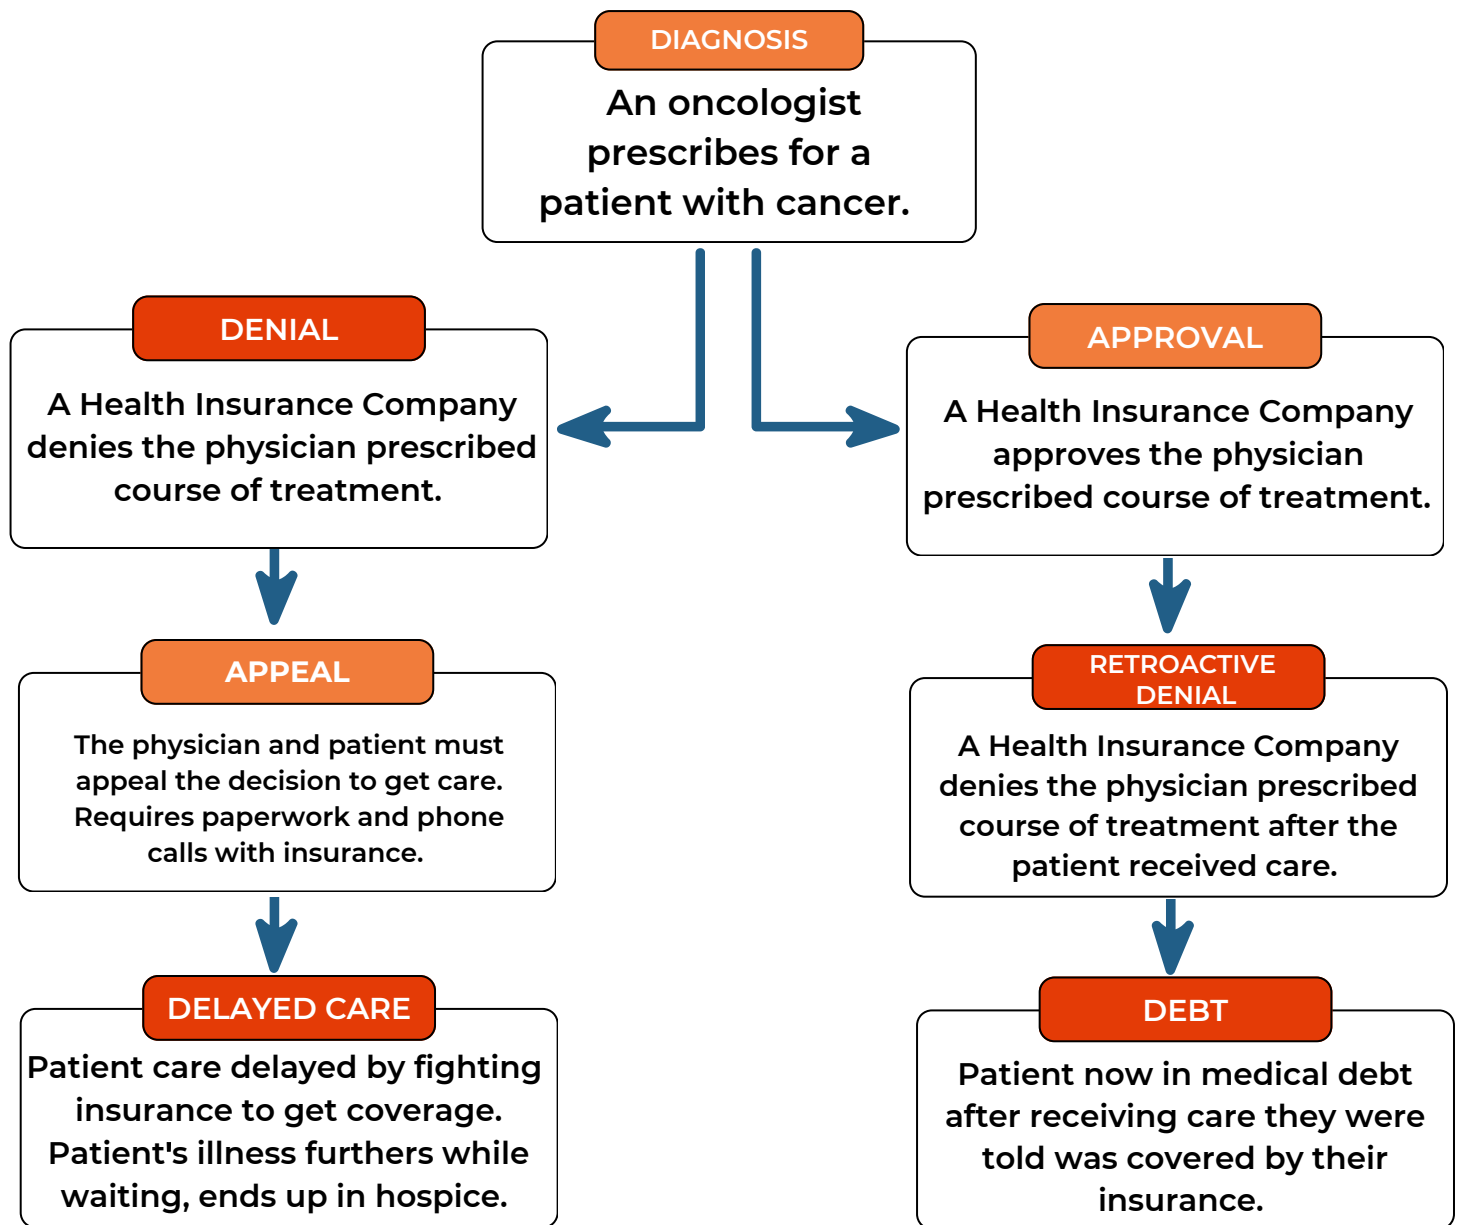 DIAGNOSIS
An oncologist
prescribes for a
patient with cancer.
DENIAL
A Health Insurance Company
denies the physician prescribed
course of treatment.
APPROVAL
A Health Insurance Company
approves the physician
prescribed course of treatment.
APPEAL
The physician and patient must
appeal the decision to get care.
Requires paperwork and phone
calls with insurance.
RETROACTIVE
DENIAL
A Health Insurance Company
denies the physician prescribed
course of treatment after the
patient received care.
DELAYED CARE
Patient care delayed by fighting
insurance to get coverage.
Patient's illness furthers while
waiting, ends up in hospice.
DEBT
Patient now in medical debt
after receiving care they were
told was covered by their
insurance.